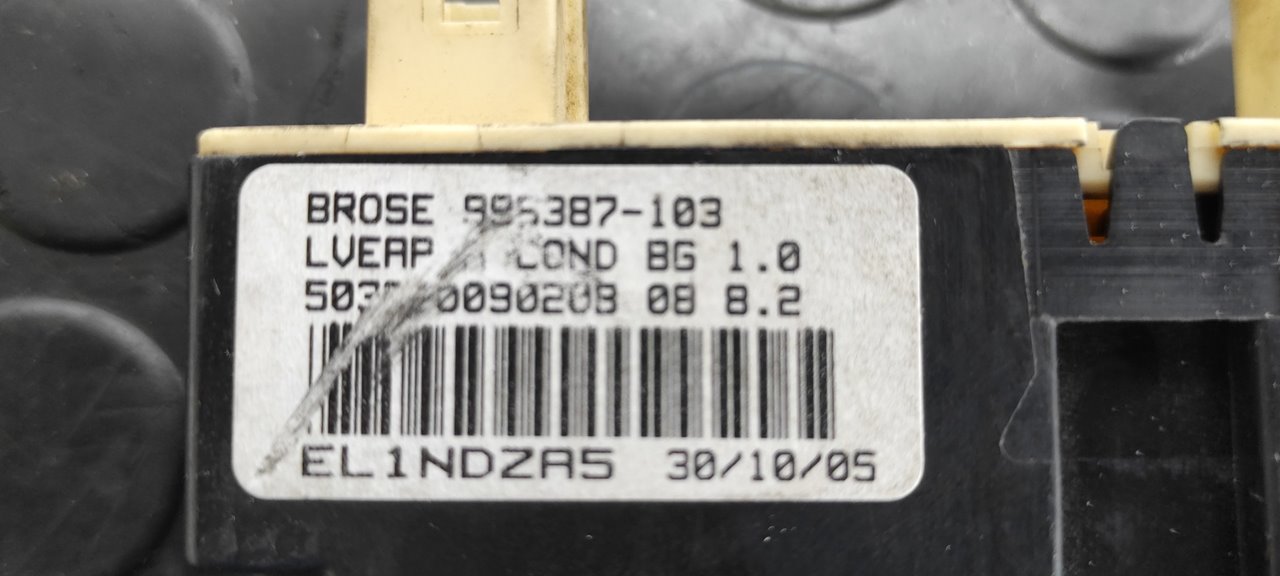 BROSE 995387-103
LVEAP COND BG 1.0
08 8.2
EL1NDZA5 30/10/05